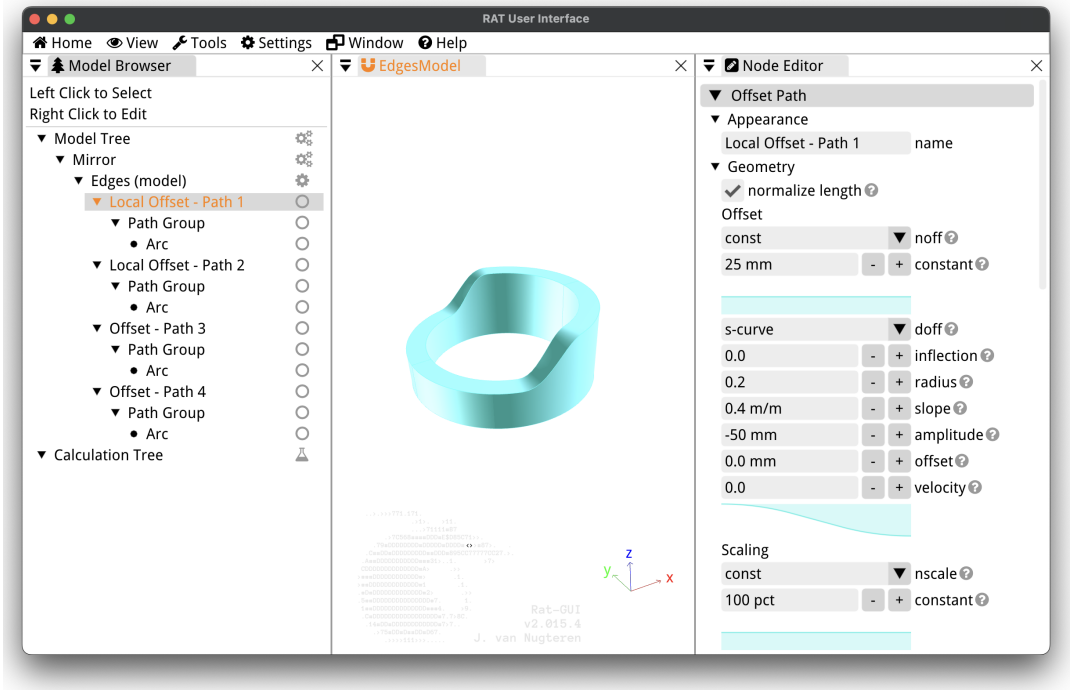 RAT User Interface
Home View Tools Settings Window Help
Model Browser
Left Click to Select
Right Click to Edit
Model Tree
Mirror
Edges (model)
Local Offset - Path 1
Path Group
Arc
Local Offset - Path 2
Path Group
Arc
Offset - Path 3
Path Group
Arc
Offset - Path 4
Path Group
Arc
Calculation Tree
EdgesModel
z
y
x
Rat-GUI
v2.015.4
J. van Nugteren
Node Editor
Offset Path
Appearance
Local Offset - Path 1 name
Geometry
normalize length ?
Offset
const noff ?
25 mm - + constant ?
s-curve doff ?
0.0 - + inflection ?
0.2 - + radius ?
0.4 m/m - + slope ?
-50 mm - + amplitude ?
0.0 mm - + offset ?
0.0 - + velocity ?
Scaling
const nscale ?
100 pct - + constant ?